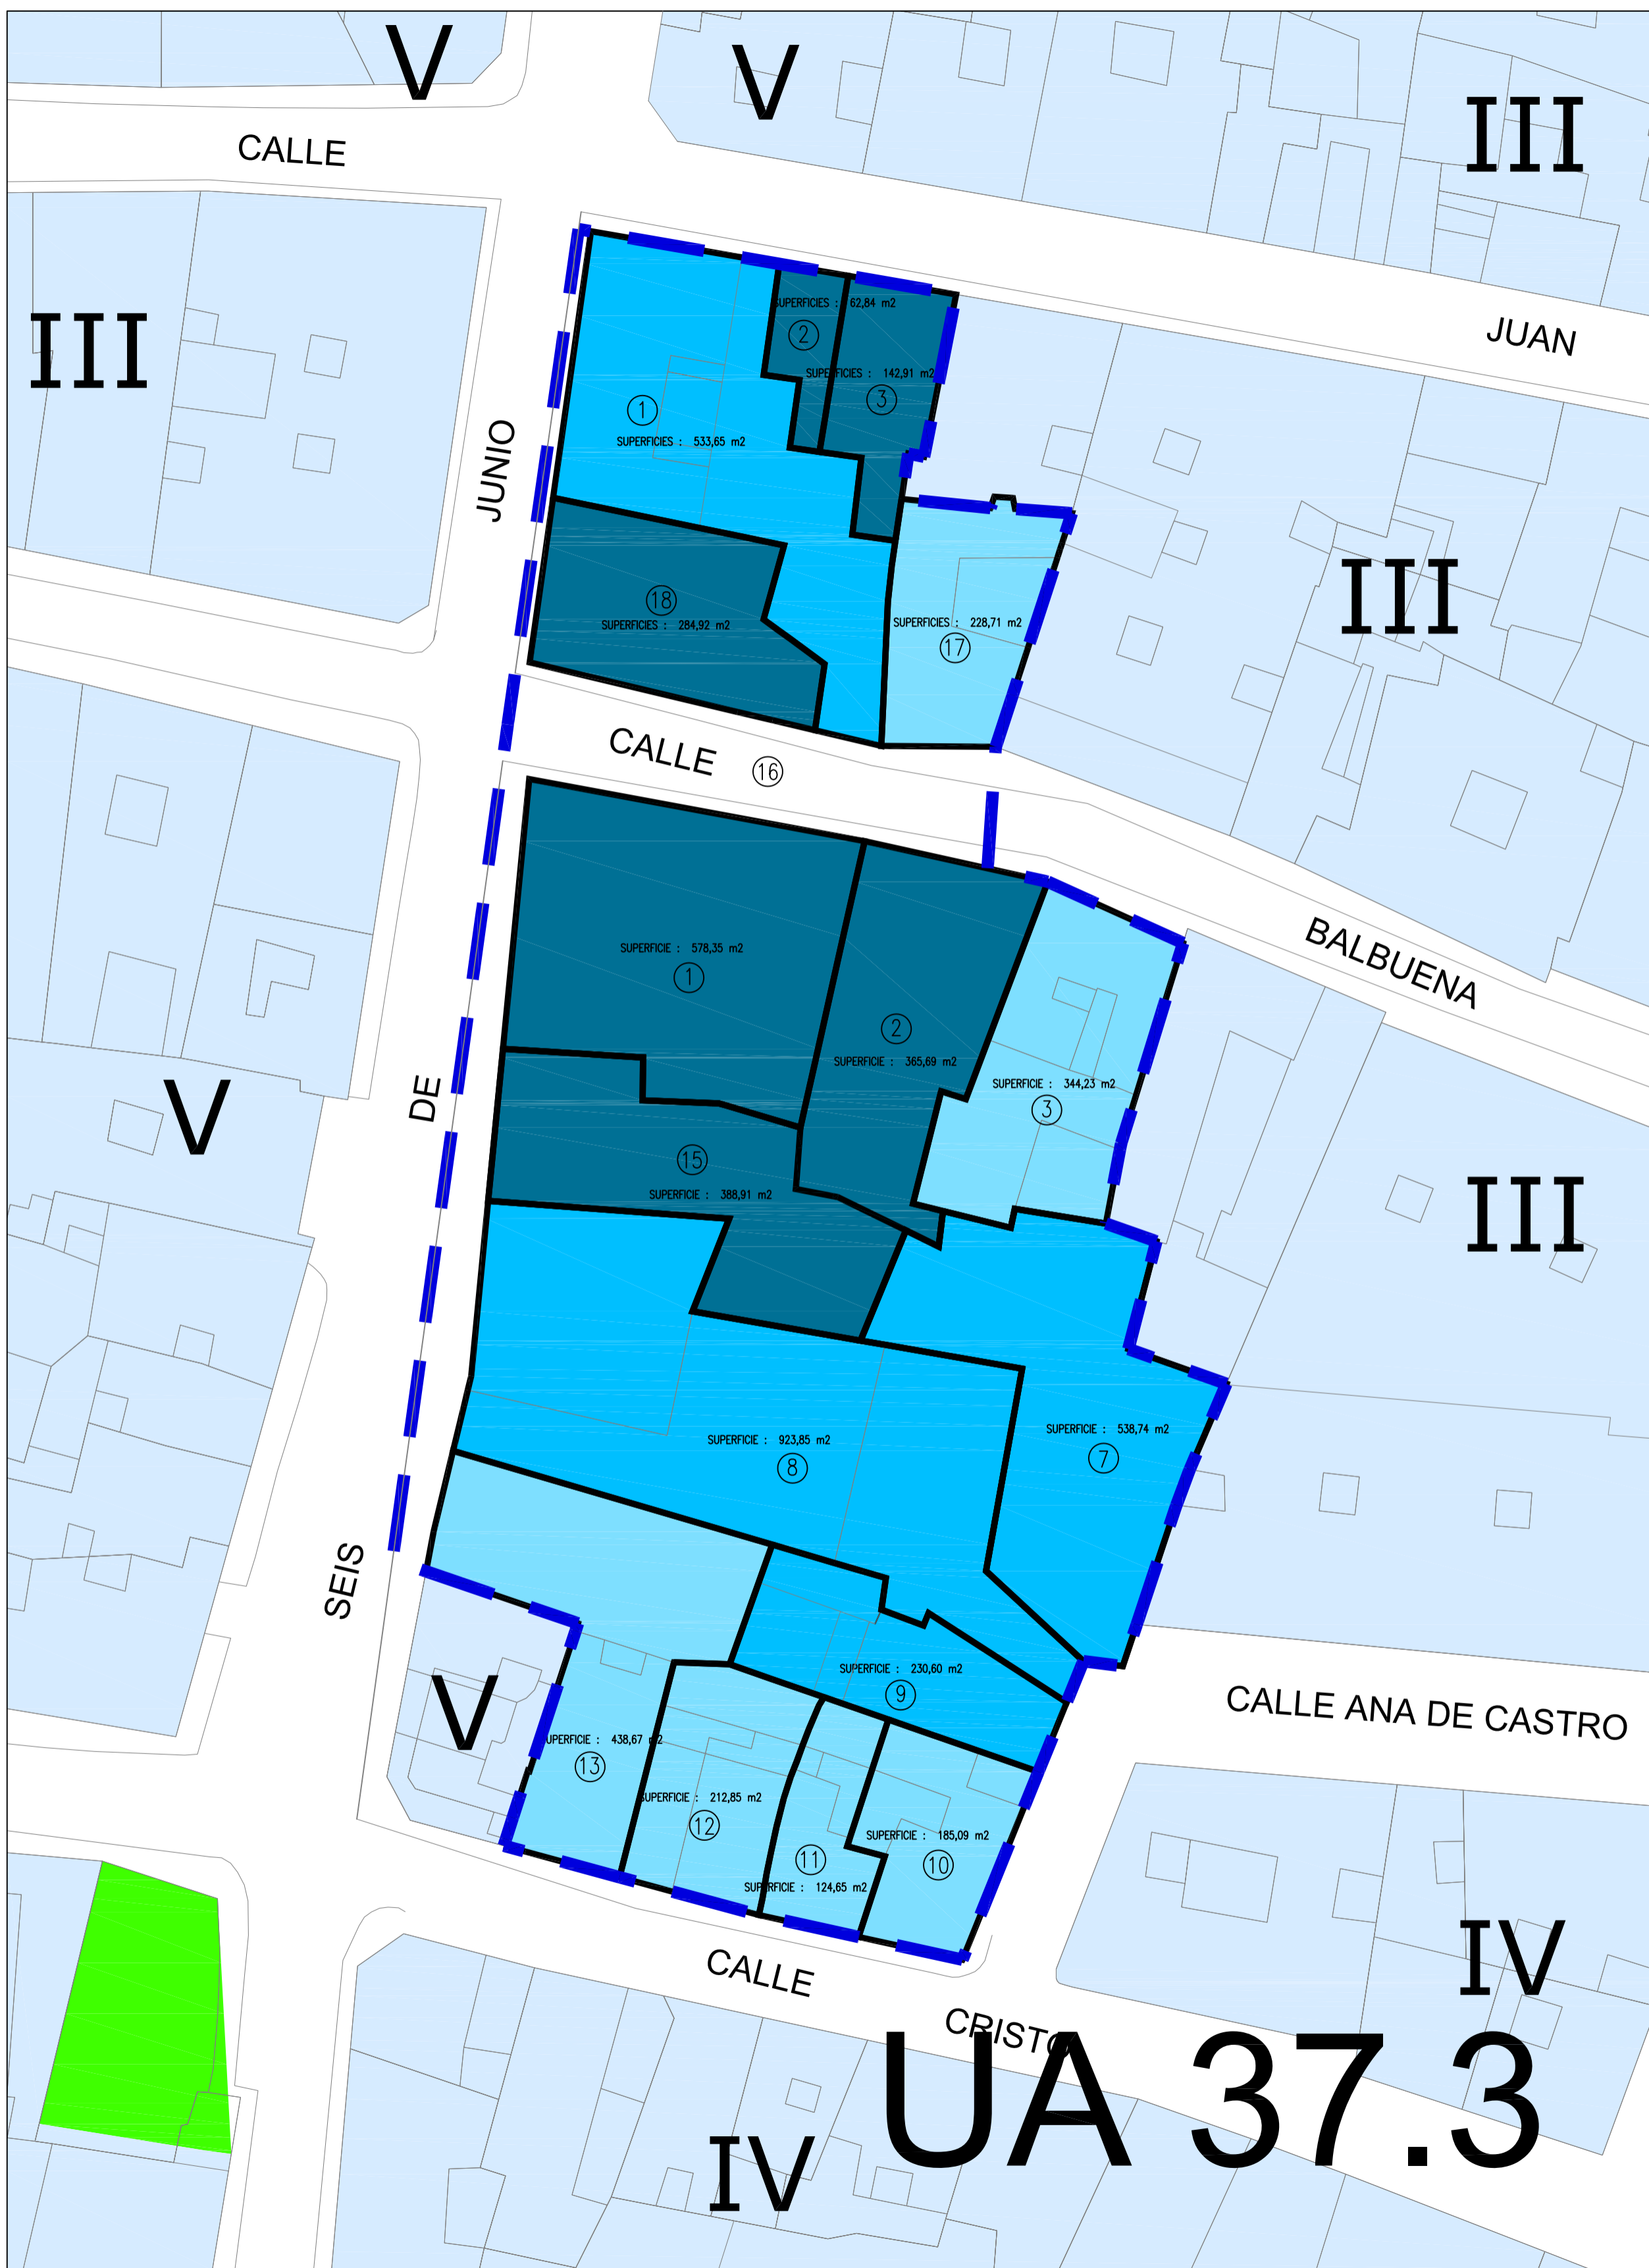 V
V
III
CALLE
JUAN
III
SUPERFICIES : 62,84 m2
2
SUPERFICIES : 142,91 m2
3
1
SUPERFICIES : 533,65 m2
JUNIO
18
SUPERFICIES : 284,92 m2
SUPERFICIES : 228,71 m2
17
III
CALLE
16
BALBUENA
SUPERFICIE : 578,35 m2
1
2
SUPERFICIE : 365,69 m2
SUPERFICIE : 344,23 m2
3
DE
V
15
SUPERFICIE : 388,91 m2
III
SUPERFICIE : 538,74 m2
7
SUPERFICIE : 923,85 m2
8
SEIS
SUPERFICIE : 230,60 m2
9
CALLE ANA DE CASTRO
V
SUPERFICIE : 438,67 m2
13
SUPERFICIE : 212,85 m2
12
SUPERFICIE : 185,09 m2
10
11
SUPERFICIE : 124,65 m2
IV
CALLE
CRISTO
UA 37.3
IV